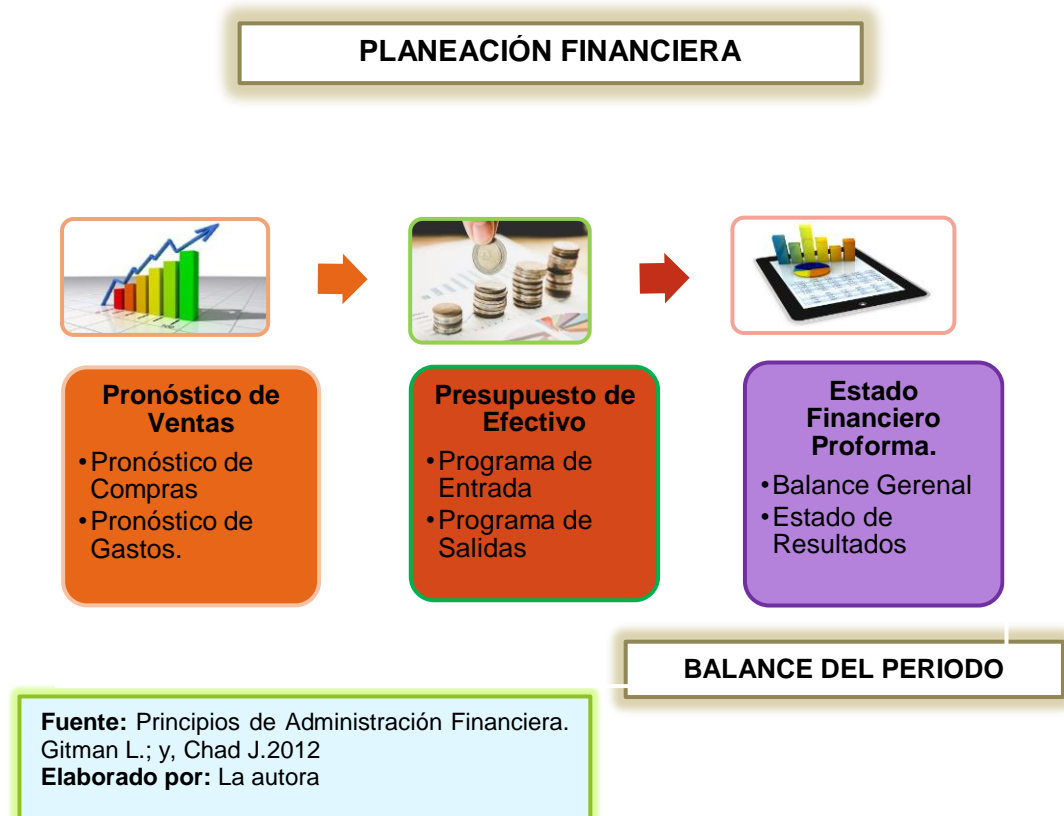 PLANEACIÓN FINANCIERA
Pronóstico de
Ventas
•Pronóstico de
Compras
•Pronóstico de
Gastos.
Presupuesto de
Efectivo
•Programa de
Entrada
•Programa de
Salidas
Estado
Financiero
Proforma.
•Balance Gerenal
•Estado de
Resultados
BALANCE DEL PERIODO
Fuente: Principios de Administración Financiera.
Gitman L.; y, Chad J.2012
Elaborado por: La autora